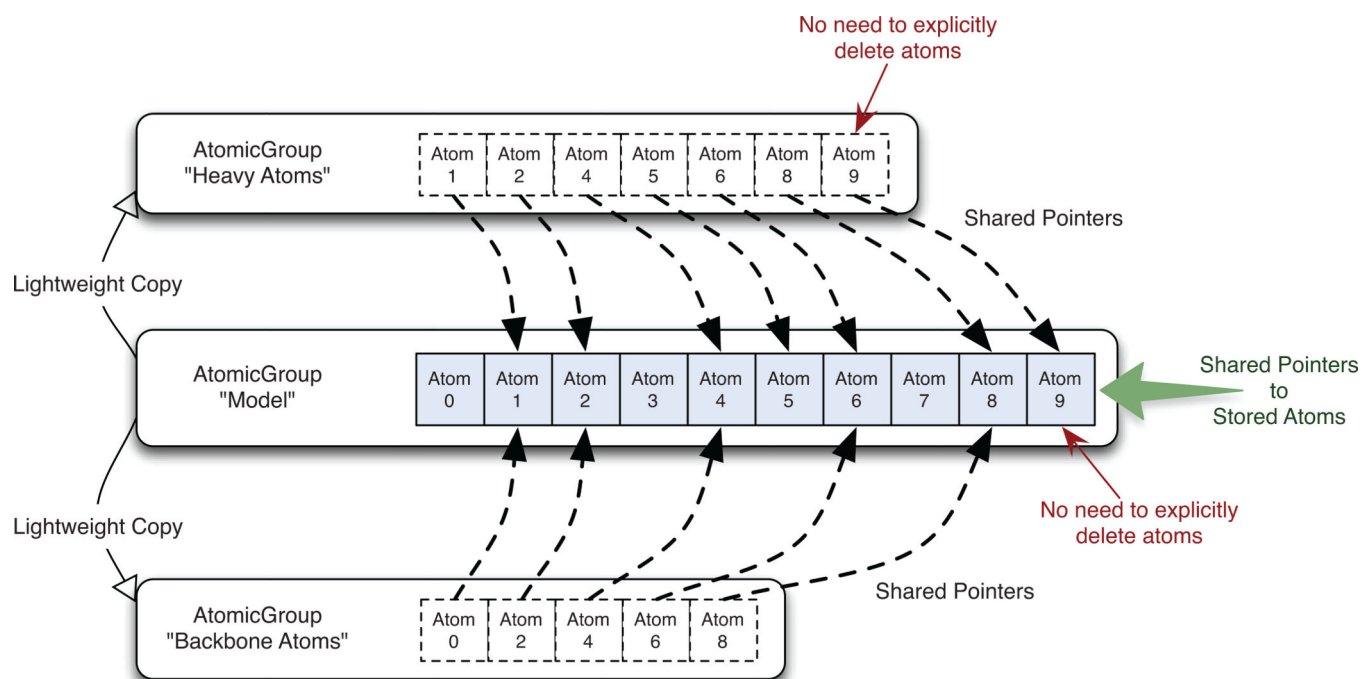 No need to explicitly
delete atoms
AtomicGroup
"Heavy Atoms"
Atom
1
Atom
2
Atom
4
Atom
5
Atom
6
Atom
8
Atom
9
Shared Pointers
Lightweight Copy
AtomicGroup
"Model"
Atom
0
Atom
1
Atom
2
Atom
3
Atom
4
Atom
5
Atom
6
Atom
7
Atom
8
Atom
9
Shared Pointers
to
Stored Atoms
No need to explicitly
delete atoms
Lightweight Copy
Shared Pointers
AtomicGroup
"Backbone Atoms"
Atom
0
Atom
2
Atom
4
Atom
6
Atom
8